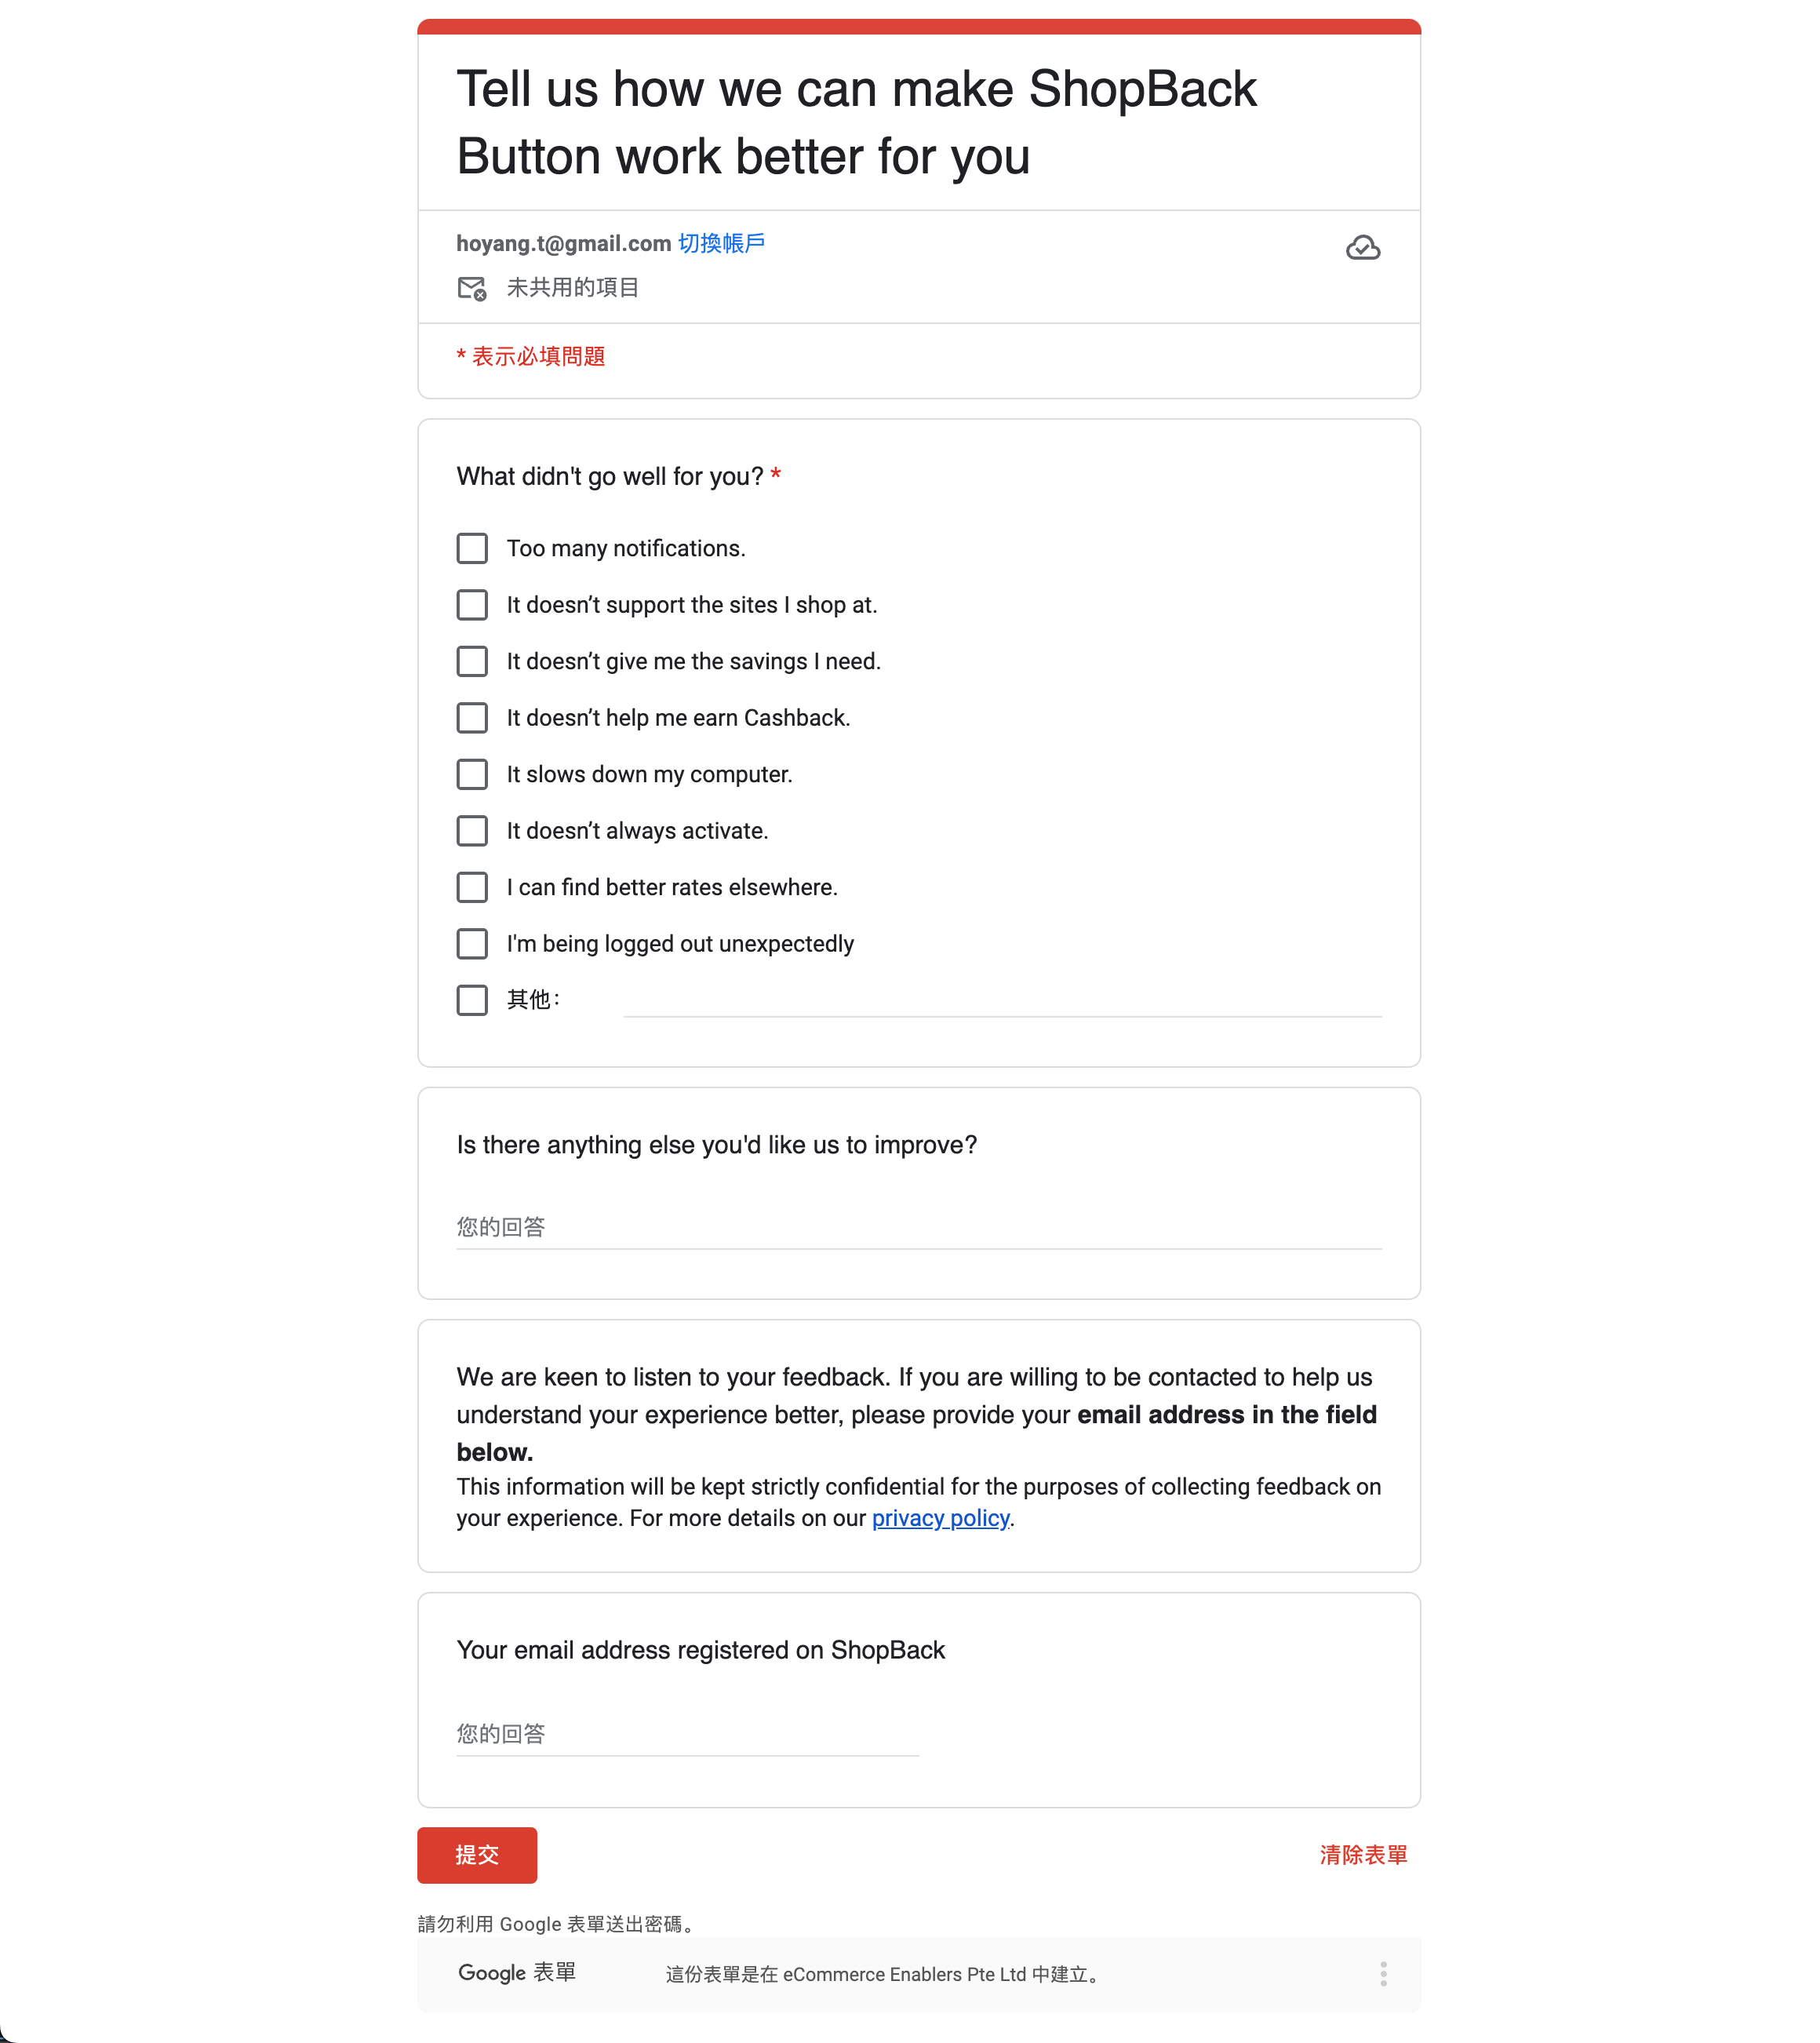 Tell us how we can make ShopBack
Button work better for you
hoyang.t@gmail.com 切換帳戶
未共用的項目
* 表示必填問題
What didn't go well for you? *
Too many notifications.
It doesn’t support the sites I shop at.
It doesn’t give me the savings I need.
It doesn’t help me earn Cashback.
It slows down my computer.
It doesn’t always activate.
I can find better rates elsewhere.
I'm being logged out unexpectedly
其他：
Is there anything else you'd like us to improve?
您的回答
We are keen to listen to your feedback. If you are willing to be contacted to help us
understand your experience better, please provide your email address in the field
below.
This information will be kept strictly confidential for the purposes of collecting feedback on
your experience. For more details on our privacy policy.
Your email address registered on ShopBack
您的回答
提交
清除表單
請勿利用 Google 表單送出密碼。
Google 表單
這份表單是在 eCommerce Enablers Pte Ltd 中建立。